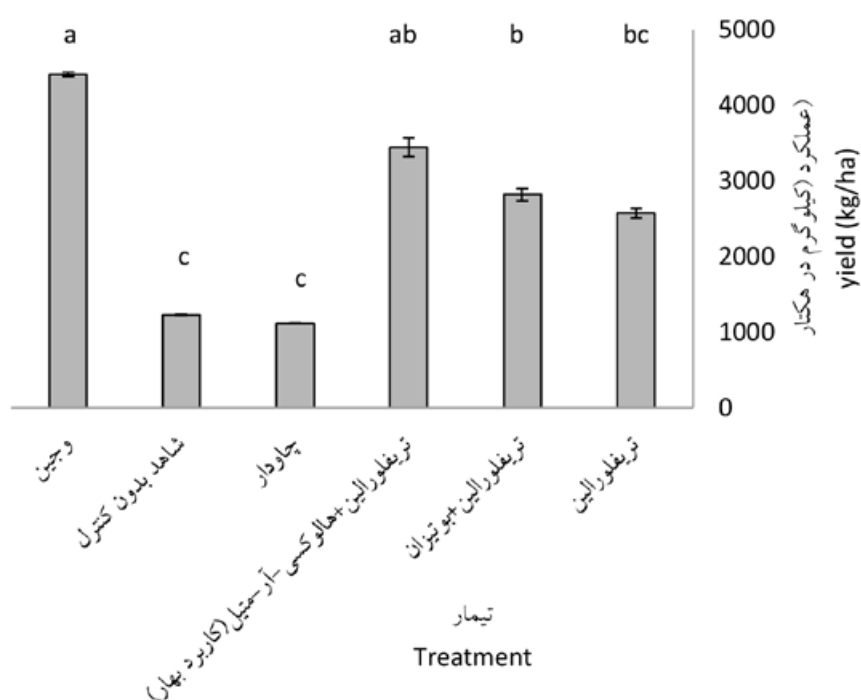 a
ab
b
bc
c
c
5000
4000
3000
2000
1000
0
عملکرد (کیلوگرم در هکتار)
yield (kg/ha)
وجین
شاهد بدون کنترل
چاودار
تریفلورالین+هالوکسی-آر-متیل(کاربرد بهار)
تریفلورالین+بوتیزان
تریفلورالین
تیمار
Treatment